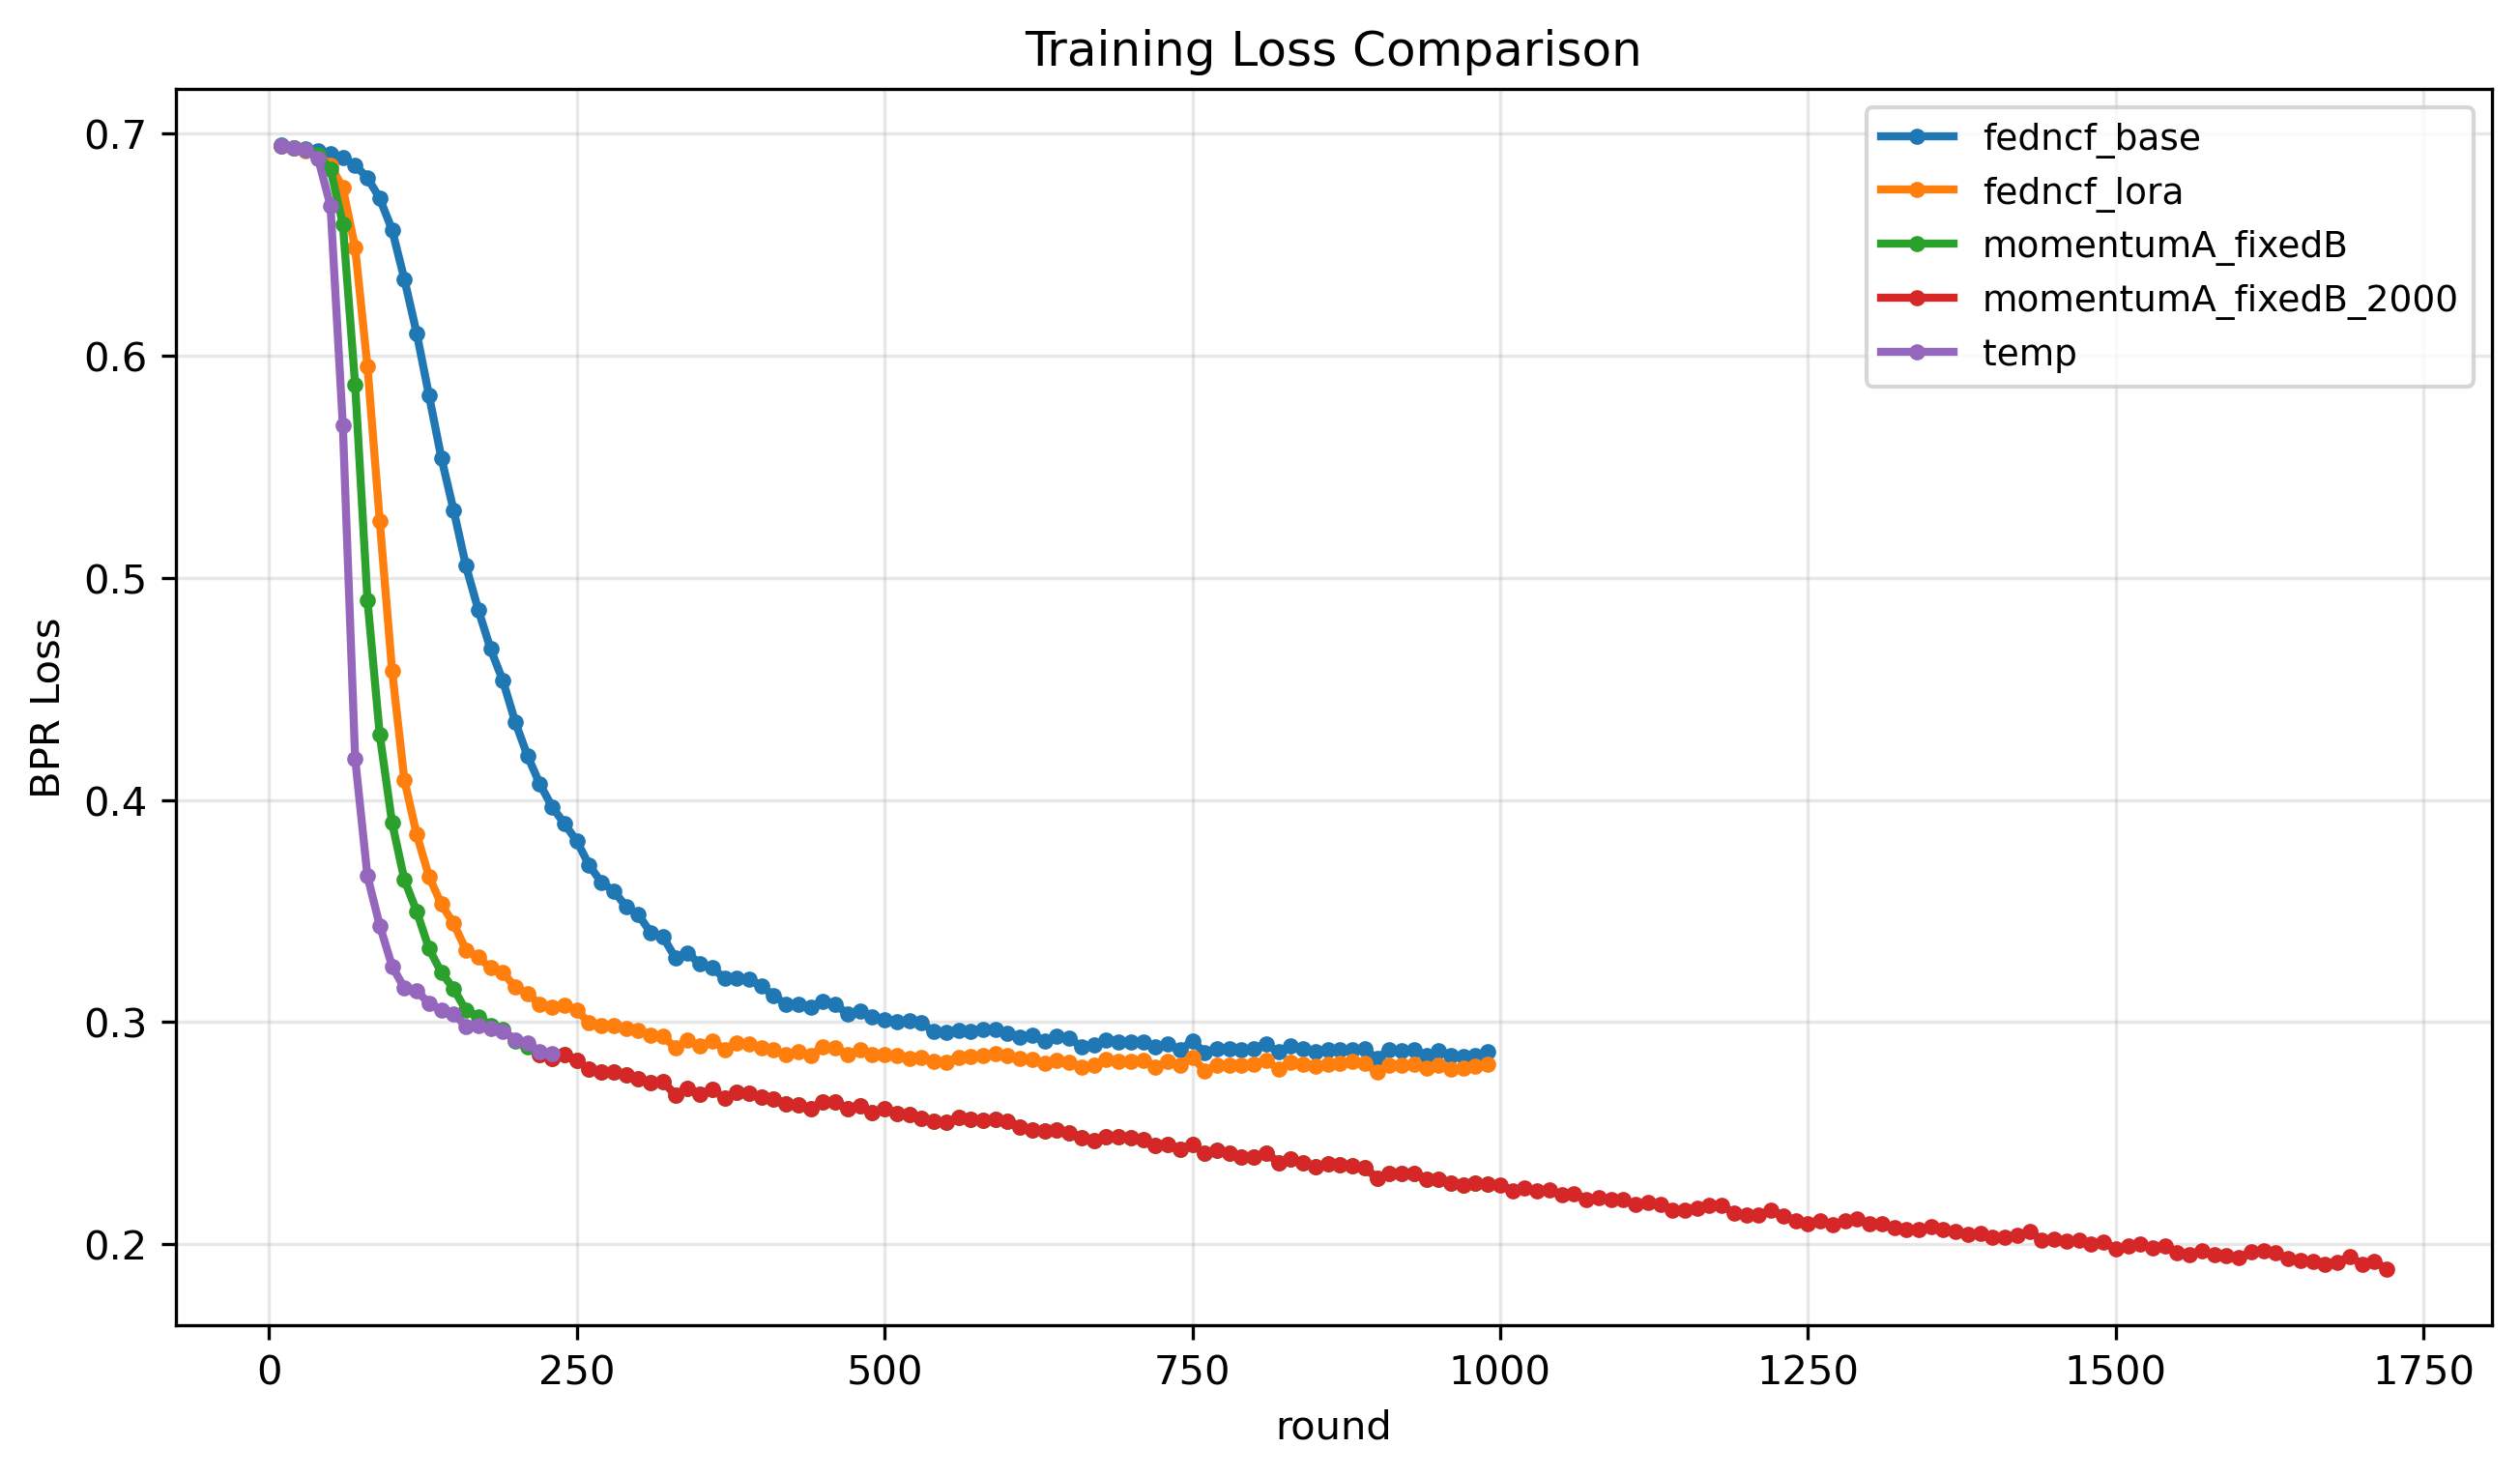 Training Loss Comparison
fedncf_base
fedncf_lora
momentumA_fixedB
momentumA_fixedB_2000
temp
BPR Loss
0.7
0.6
0.5
0.4
0.3
0.2
0 250 500 750 1000 1250 1500 1750
round